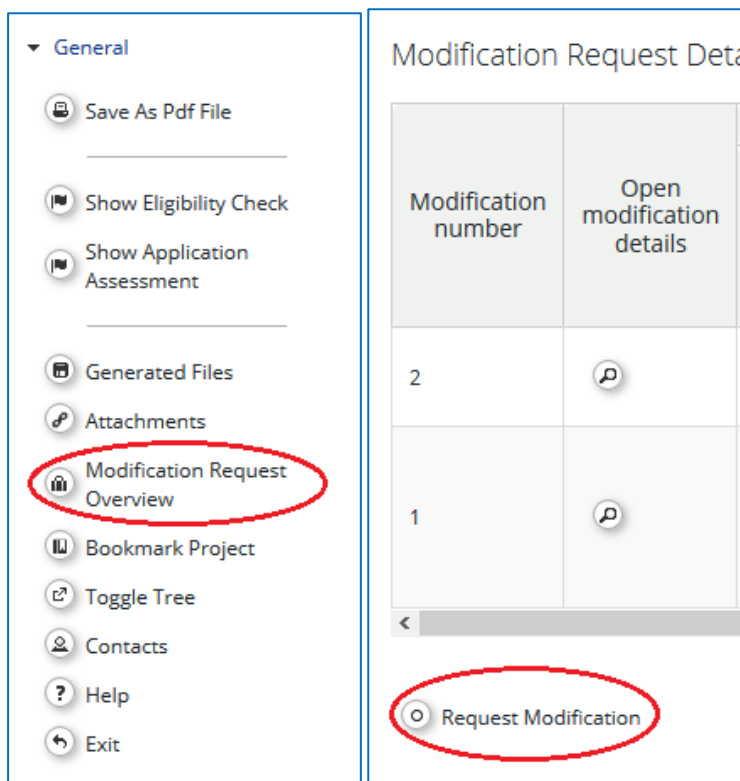 General
Save As Pdf File
Show Eligibility Check
Show Application
Assessment
Generated Files
Attachments
Modification Request
Overview
Bookmark Project
Toggle Tree
Contacts
? Help
Exit
Modification Request Deta
Modification
number
Open
modification
details
2
1
Request Modification